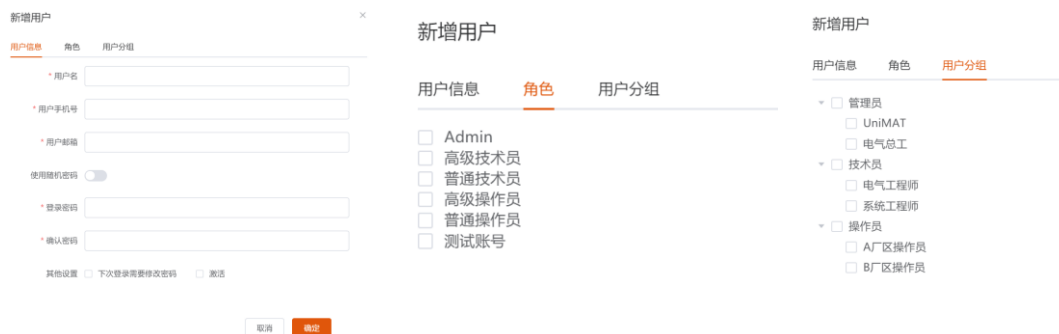 新增用户 ×
用户信息 角色 用户分组
* 用户名
* 用户手机号
* 用户邮箱
使用随机密码
* 登录密码
* 确认密码
其他设置 下次登录需要修改密码 激活
取消 确定
新增用户
用户信息 角色 用户分组
Admin
高级技术员
普通技术员
高级操作员
普通操作员
测试账号
新增用户
用户信息 角色 用户分组
管理员
UniMAT
电气总工
技术员
电气工程师
系统工程师
操作员
A厂区操作员
B厂区操作员